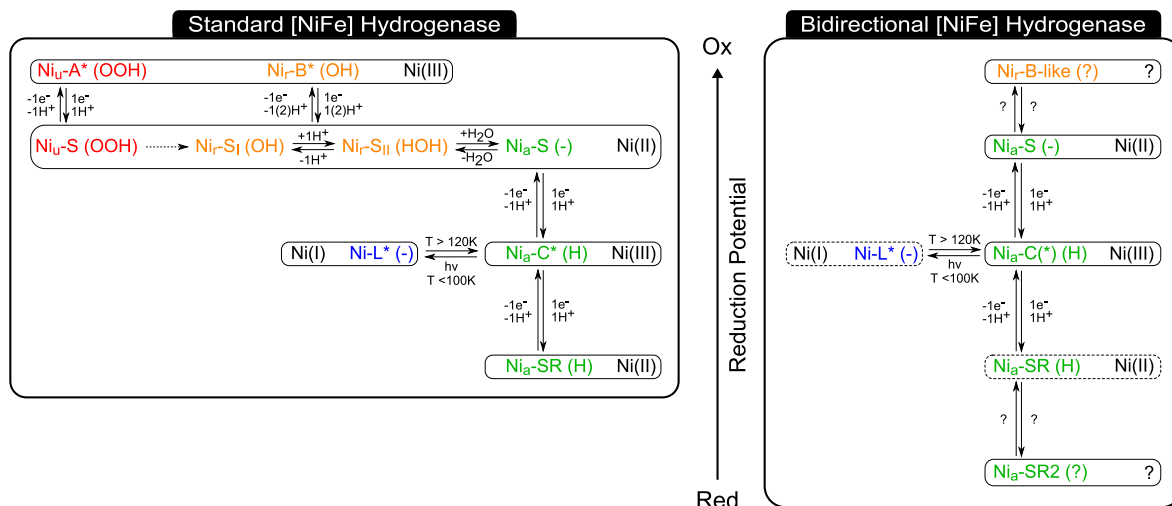 Standard [NiFe] Hydrogenase
Niu-A* (OOH) Nir-B* (OH) Ni(III)
-1e- 1e- -1e- 1e-
-1H+ 1H+ -1(2)H+ 1(2)H+
Niu-S (OOH) Nir-SI (OH) +1H+ -1H+ Nir-SII (HOH) +H2O -H2O Nia-S (-) Ni(II)
-1e- 1e-
-1H+ 1H+
Ni(I) Ni-L* (-) T > 120K hν T <100K Nia-C* (H) Ni(III)
-1e- 1e-
-1H+ 1H+
Nia-SR (H) Ni(II)
Ox
Reduction Potential
Red
Bidirectional [NiFe] Hydrogenase
Nir-B-like (?) ?
? ?
Nia-S (-) Ni(II)
-1e- 1e-
-1H+ 1H+
Ni(I) Ni-L* (-) T > 120K hν T <100K Nia-C(*) (H) Ni(III)
-1e- 1e-
-1H+ 1H+
Nia-SR (H) Ni(II)
? ?
Nia-SR2 (?) ?